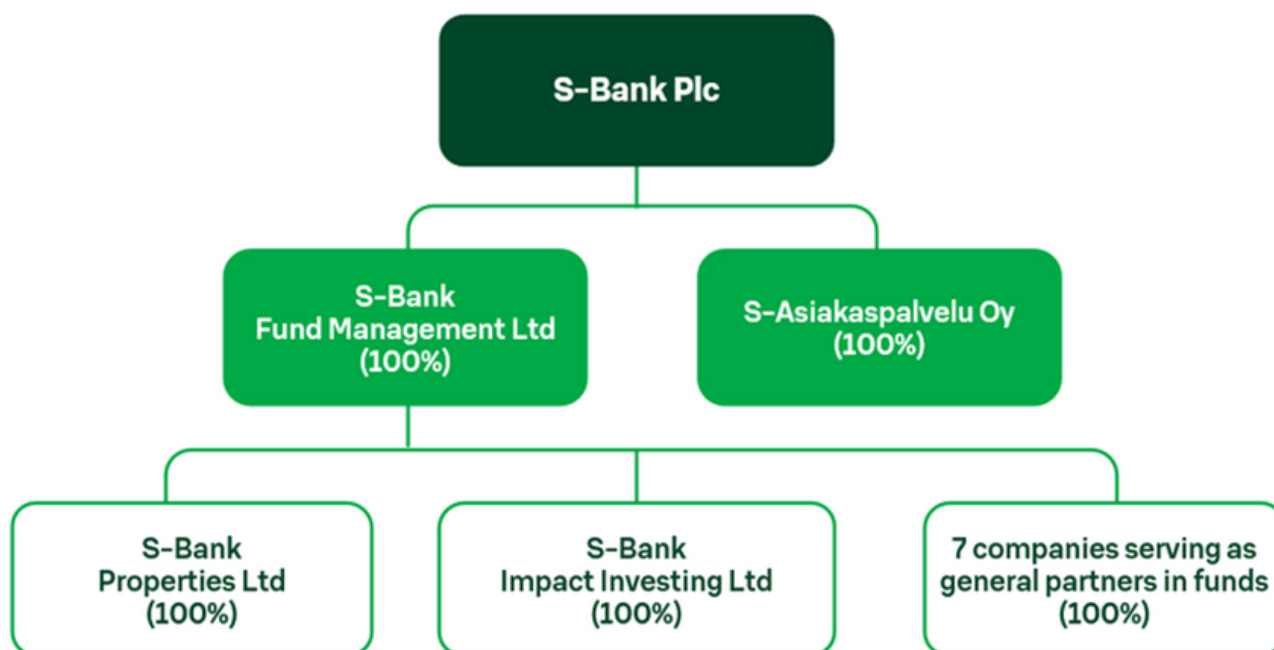 S-Bank Plc
S-Bank
Fund Management Ltd
(100%)
S-Asiakaspalvelu Oy
(100%)
S-Bank
Properties Ltd
(100%)
S-Bank
Impact Investing Ltd
(100%)
7 companies serving as
general partners in funds
(100%)